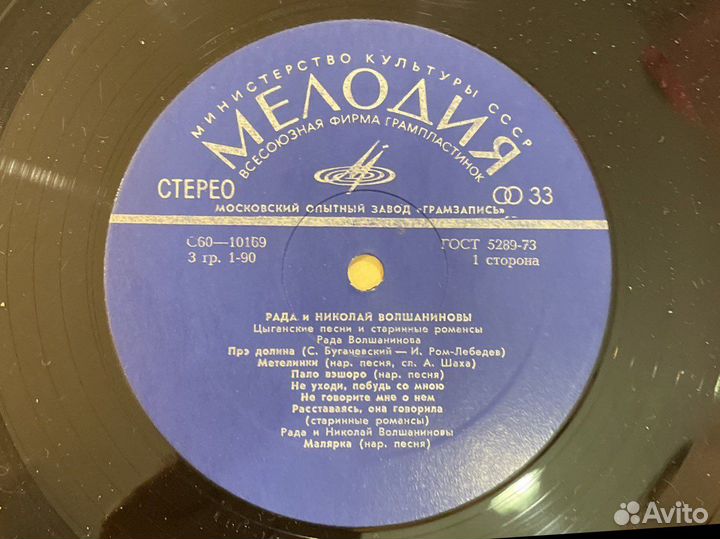 МИНИСТЕРСТВО КУЛЬТУРЫ СССР
МЕЛОДИЯ
ВСЕСОЮЗНАЯ ФИРМА ГРАМПЛАСТИНОК
СТЕРЕО
33
МОСКОВСКИЙ ОПЫТНЫЙ ЗАВОД «ГРАМЗАПИСЬ»
С60—10169
ГОСТ 5289-73
3 гр. 1-90
1 сторона
РАДА и НИКОЛАЙ ВОЛШАНИНОВЫ
Цыганские песни и старинные романсы
Рада Волшанинова
Прэ долина (С. Бугачевский — И. Ром-Лебедев)
Метелинки (нар. песня, сл. А. Шаха)
Палo вэшоро (нар. песня)
Не уходи, побудь со мною
Не говорите мне о нем
Расставаясь, она говорила
(старинные романсы)
Рада и Николай Волшаниновы
Малярка (нар. песня)
Avito